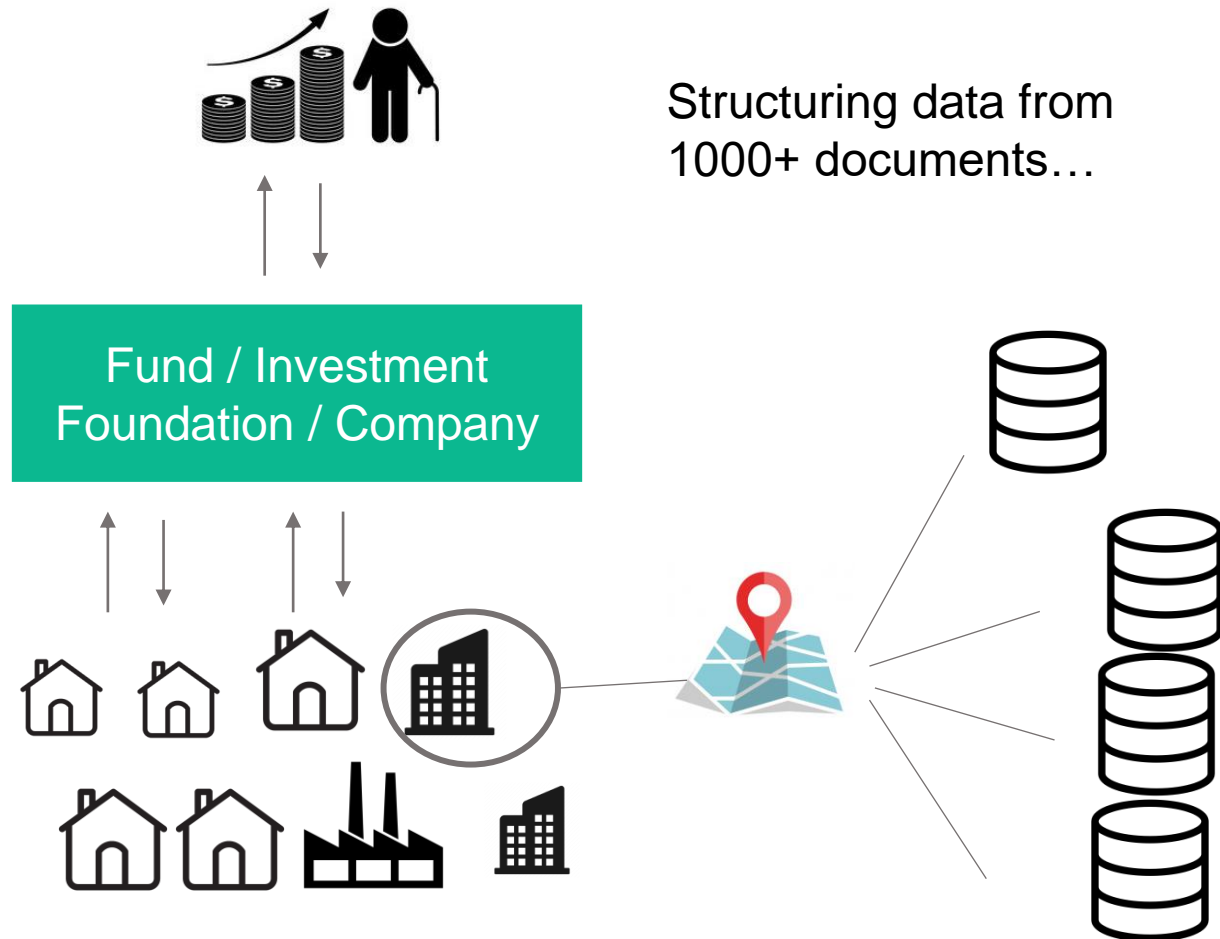 $
$
$
Structuring data from
1000+ documents…
Fund / Investment
Foundation / Company